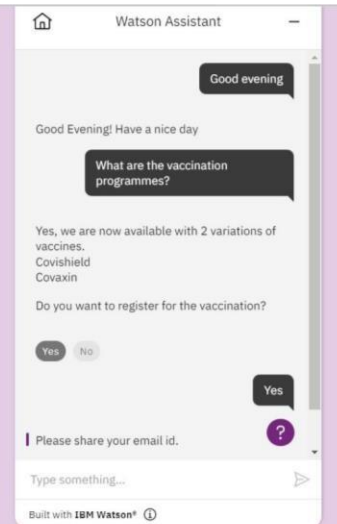 Watson Assistant
Good evening
Good Evening! Have a nice day
What are the vaccination
programmes?
Yes, we are now available with 2 variations of
vaccines.
Covishield
Covaxin
Do you want to register for the vaccination?
Yes No
Yes
?
Please share your email id.
Type something...
Built with IBM Watson®